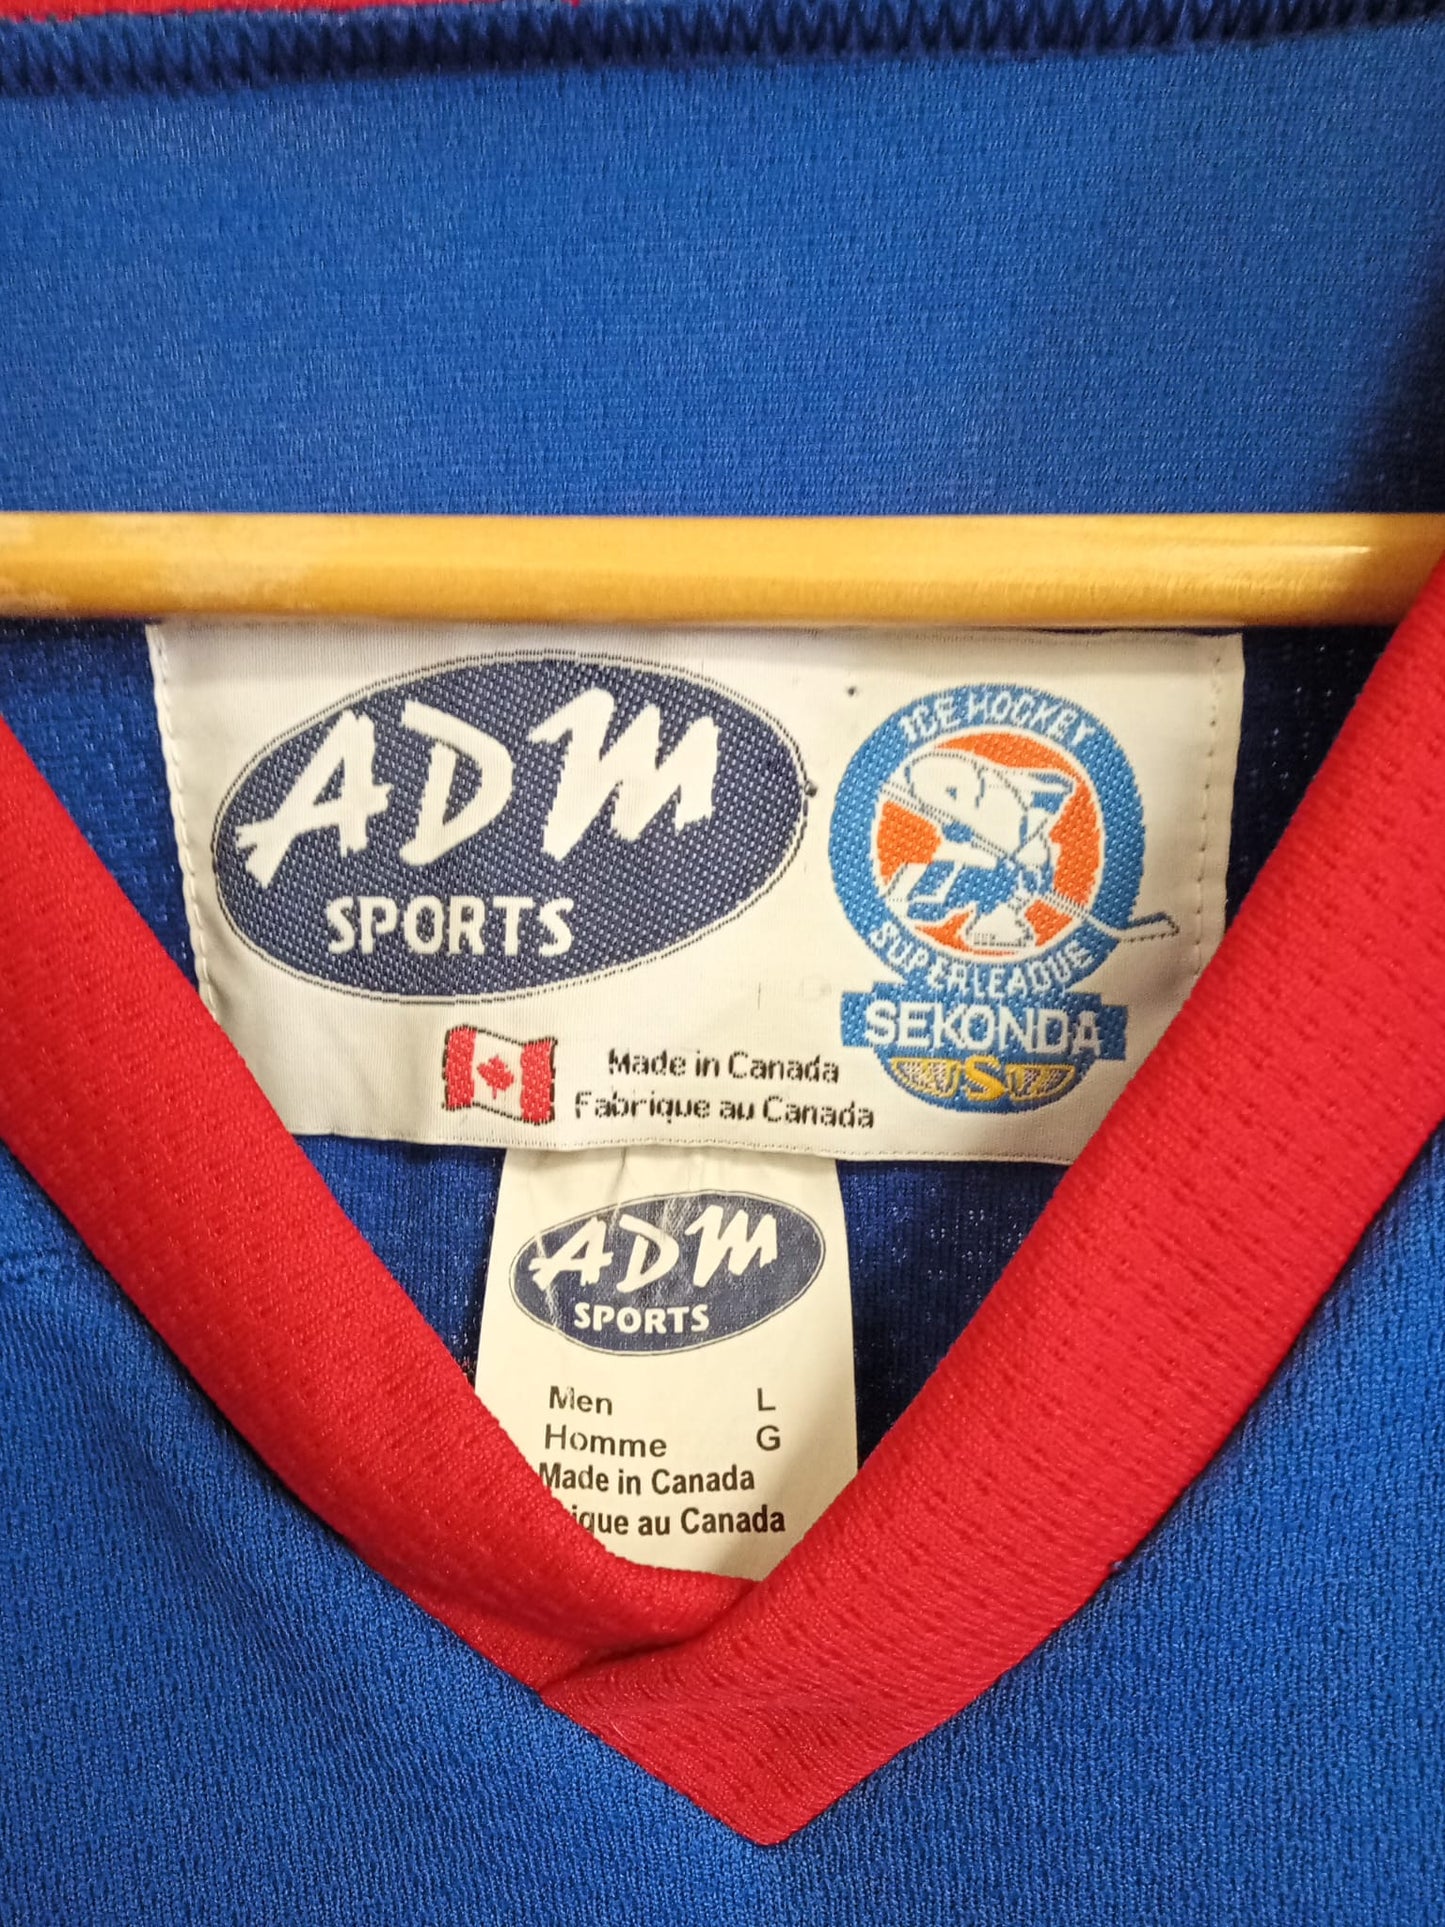 ADM
SPORTS
ICE HOCKEY
SUPERLEAGUE
SEKONDA
S
Made in Canada
Fabrique au Canada
ADM
SPORTS
Men L
Homme G
Made in Canada
ique au Canada